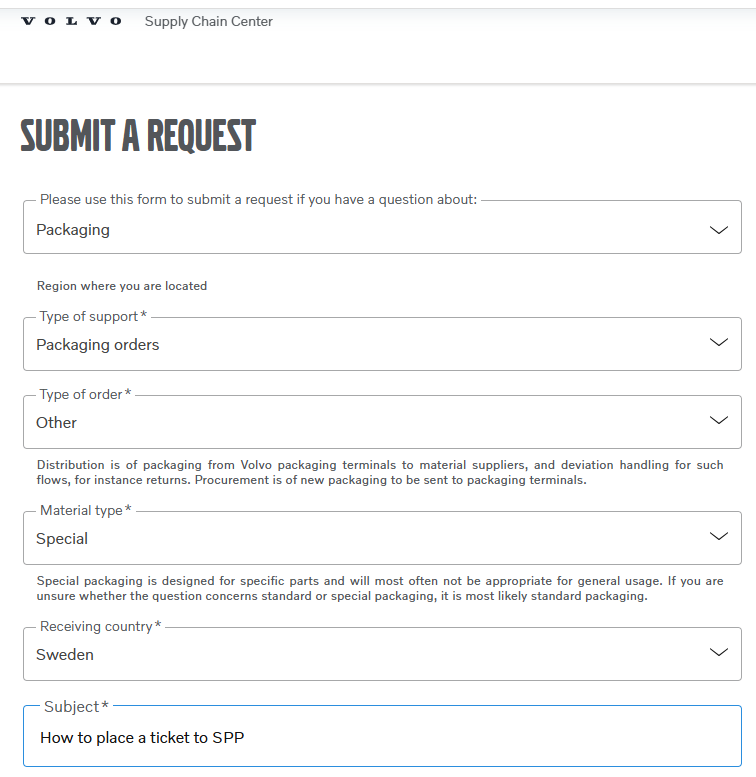 VOLVO Supply Chain Center
SUBMIT A REQUEST
Please use this form to submit a request if you have a question about:
Packaging
Region where you are located
Type of support*
Packaging orders
Type of order*
Other
Distribution is of packaging from Volvo packaging terminals to material suppliers, and deviation handling for such
flows, for instance returns. Procurement is of new packaging to be sent to packaging terminals.
Material type*
Special
Special packaging is designed for specific parts and will most often not be appropriate for general usage. If you are
unsure whether the question concerns standard or special packaging, it is most likely standard packaging.
Receiving country*
Sweden
Subject*
How to place a ticket to SPP